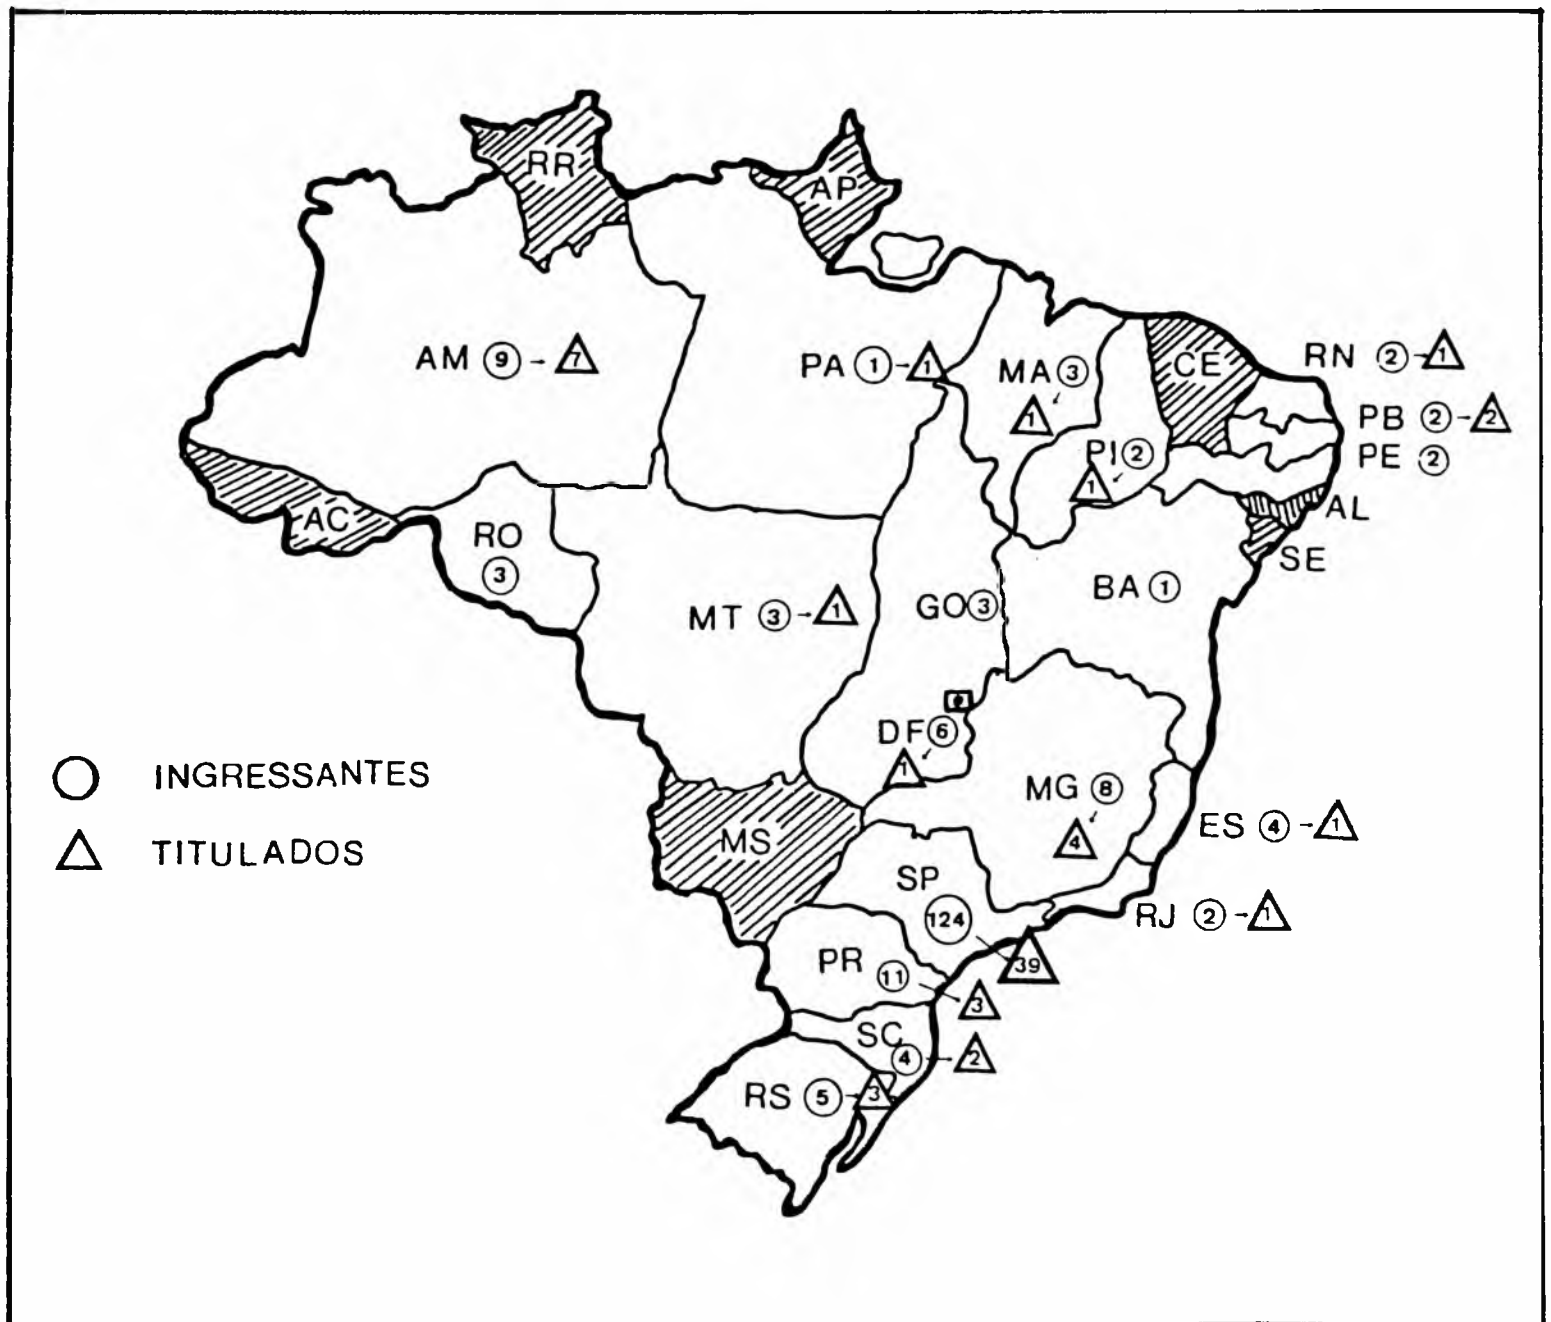 RR
AP
AM 9 7
PA 1 1
MA 3
1
CE
RN 2 1
PB 2 2
PE 2
PI 2
1
AL
SE
AC
RO
3
MT 3 1
GO 3
BA 1
DF 6
1
MG 8
4
ES 4 1
MS
SP
124
39
RJ 2 1
PR 11
3
SC
4 2
RS 5 3
INGRESSANTES
TITULADOS